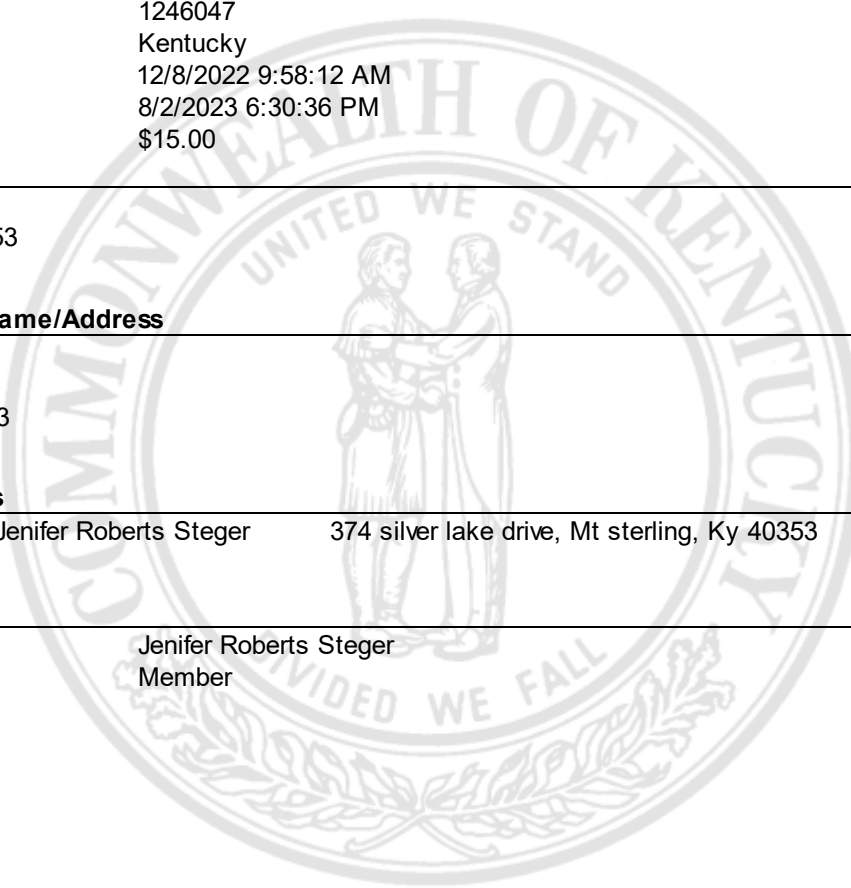 1246047
Kentucky
12/8/2022 9:58:12 AM
8/2/2023 6:30:36 PM
$15.00
COMMONWEALTH OF KENTUCKY
UNITED WE STAND
53
ame/Address
3
s
Jenifer Roberts Steger 374 silver lake drive, Mt sterling, Ky 40353
Jenifer Roberts Steger
Member
DIVIDED WE FALL